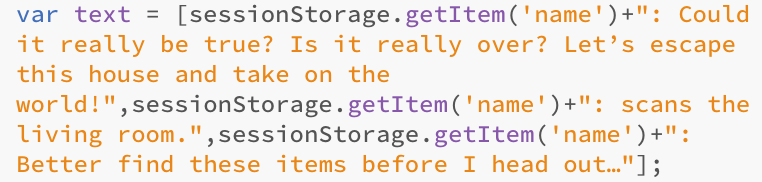 var text = [sessionStorage.getItem('name')+": Could
it really be true? Is it really over? Let’s escape
this house and take on the
world!",sessionStorage.getItem('name')+": scans the
living room.",sessionStorage.getItem('name')+":
Better find these items before I head out…"];